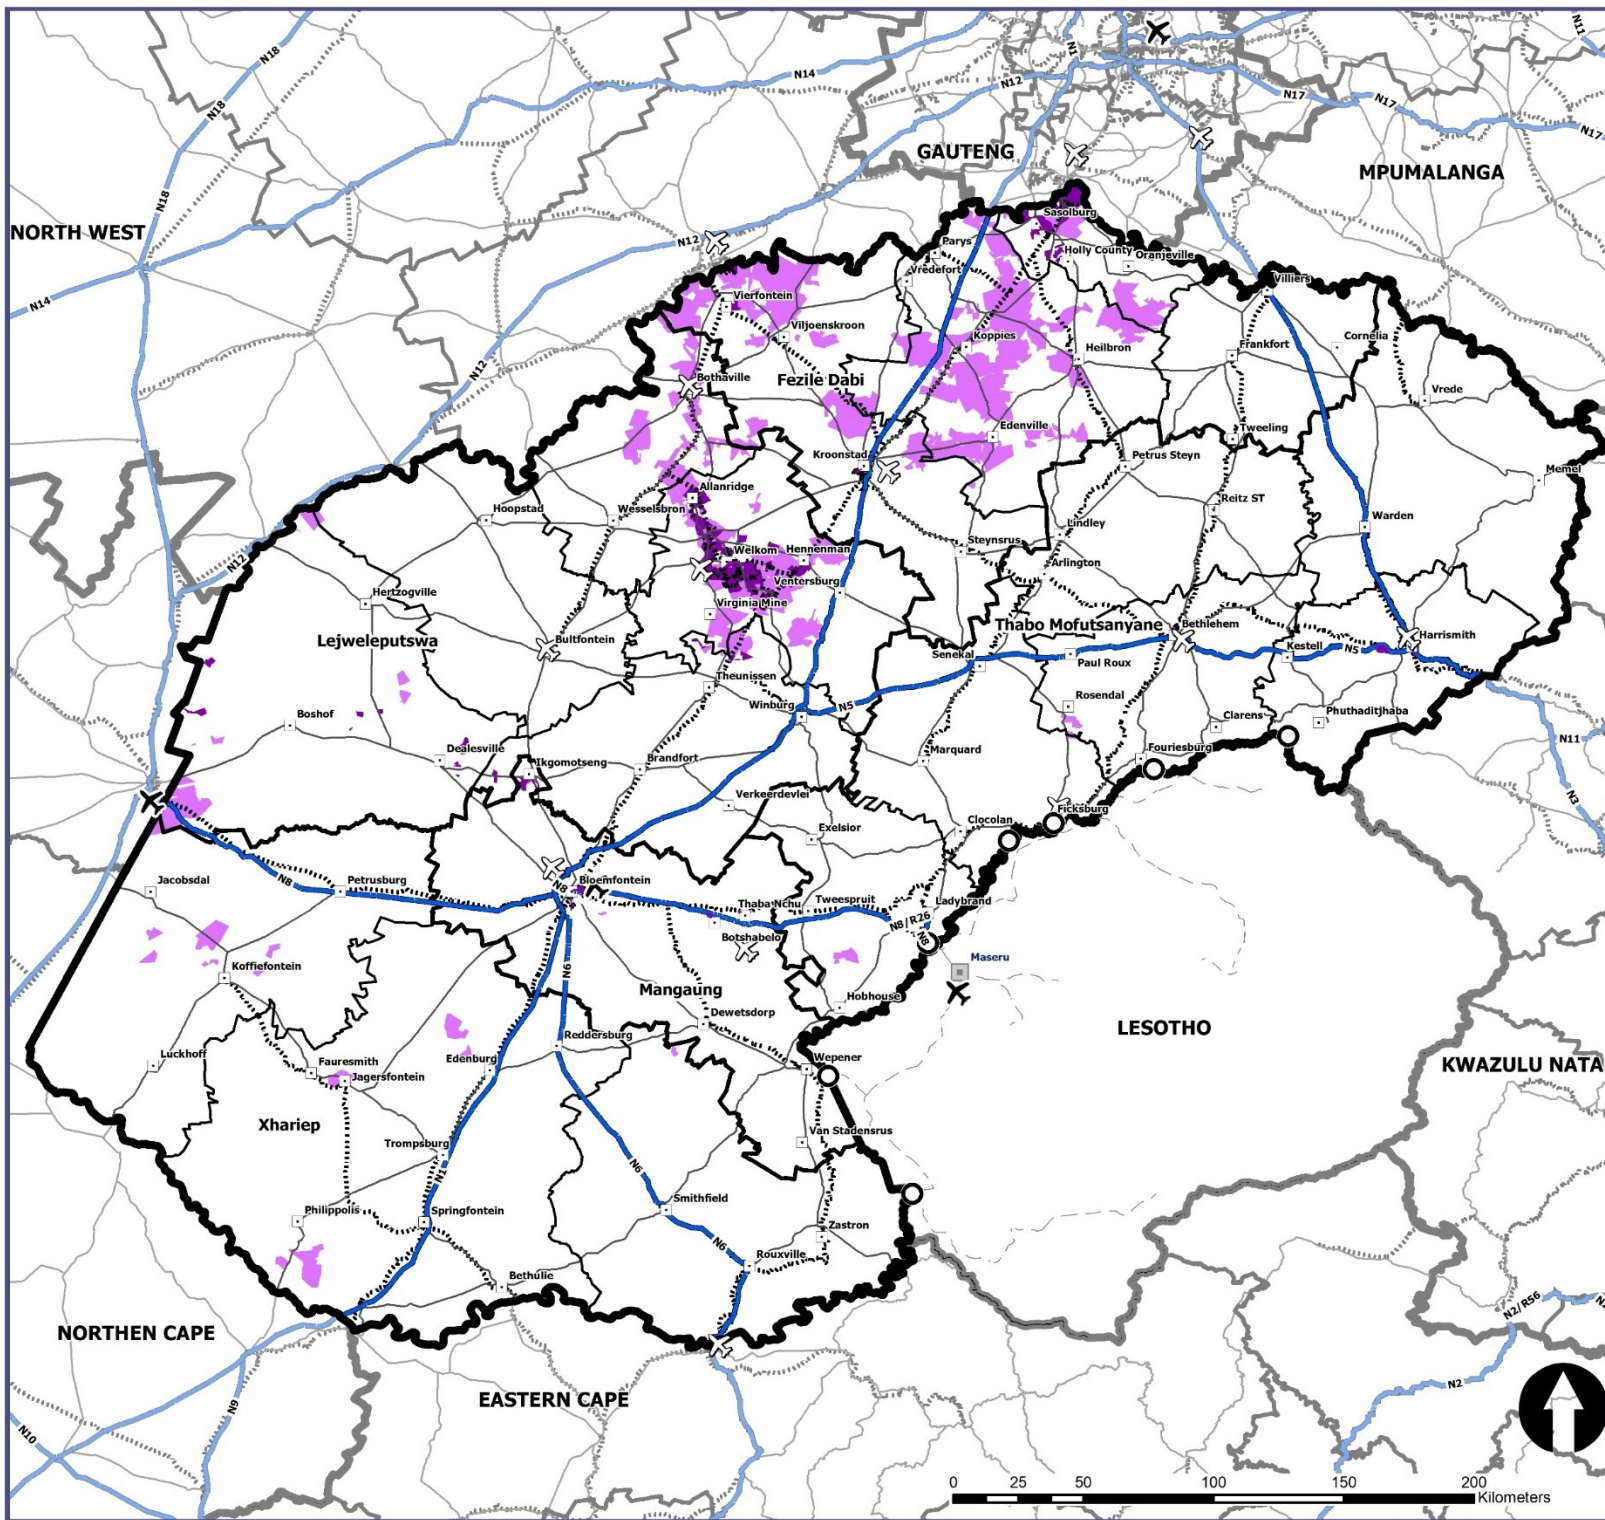 N18
N11
N1
N14
N12
N17
N17
N17
N18
GAUTENG
MPUMALANGA
N18
NORTH WEST
Sasolburg
N12
Parys
Holly County
Oranjeville
Vredefort
N14
Vierfontein
Villiers
Viljoenskroon
Koppies
Cornelia
Heilbron
Frankfort
N12
Bothaville
Fezile Dabi
Vrede
Edenville
Tweeling
Kroonstad
Petrus Steyn
Memel
Allanridge
Reitz ST
Hoopstad
Wesselsbron
Warden
Lindley
Steynsrus
Welkom
Hennenman
N12
Arlington
Ventersburg
Hertzogville
Virginia Mine
Thabo Mofutsanyane
Bethlehem
Lejweleputswa
Bultfontein
Harrismith
Senekal
Kestell
N5
Paul Roux
Theunissen
Winburg
N5
Rosendal
Phuthaditjhaba
Boshof
Clarens
N11
Dealesville
Marquard
Fouriesburg
Ikgomotseng
Brandfort
N3
Verkeerdevlei
Ficksburg
Clocolan
Exelsior
N8
Bloemfontein
N8
Jacobsdal
Petrusburg
Thaba Nchu
Tweespruit
Ladybrand
N8/R26
N8
Botshabelo
Maseru
Koffiefontein
N6
Mangaung
Hobhouse
Dewetsdorp
LESOTHO
Reddersburg
Luckhoff
Fauresmith
Edenburg
Wepener
KWAZULU NATA
Jagersfontein
Xhariep
Van Stadensrus
Trompsburg
N1
N6
Smithfield
Philippolis
Springfontein
Zastron
N6
Rouxville
Bethulie
N2/R56
NORTHEN CAPE
N2
EASTERN CAPE
N9
N10
0 25 50 100 150 200
Kilometers